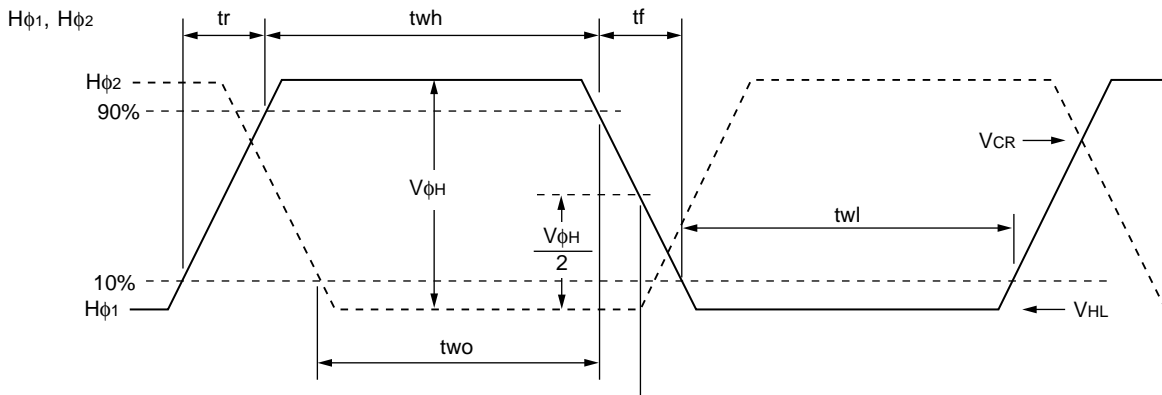 Hϕ1, Hϕ2
tr
twh
tf
Hϕ2
90%
VCR
VϕH
twl
VϕH
2
10%
Hϕ1
VHL
two